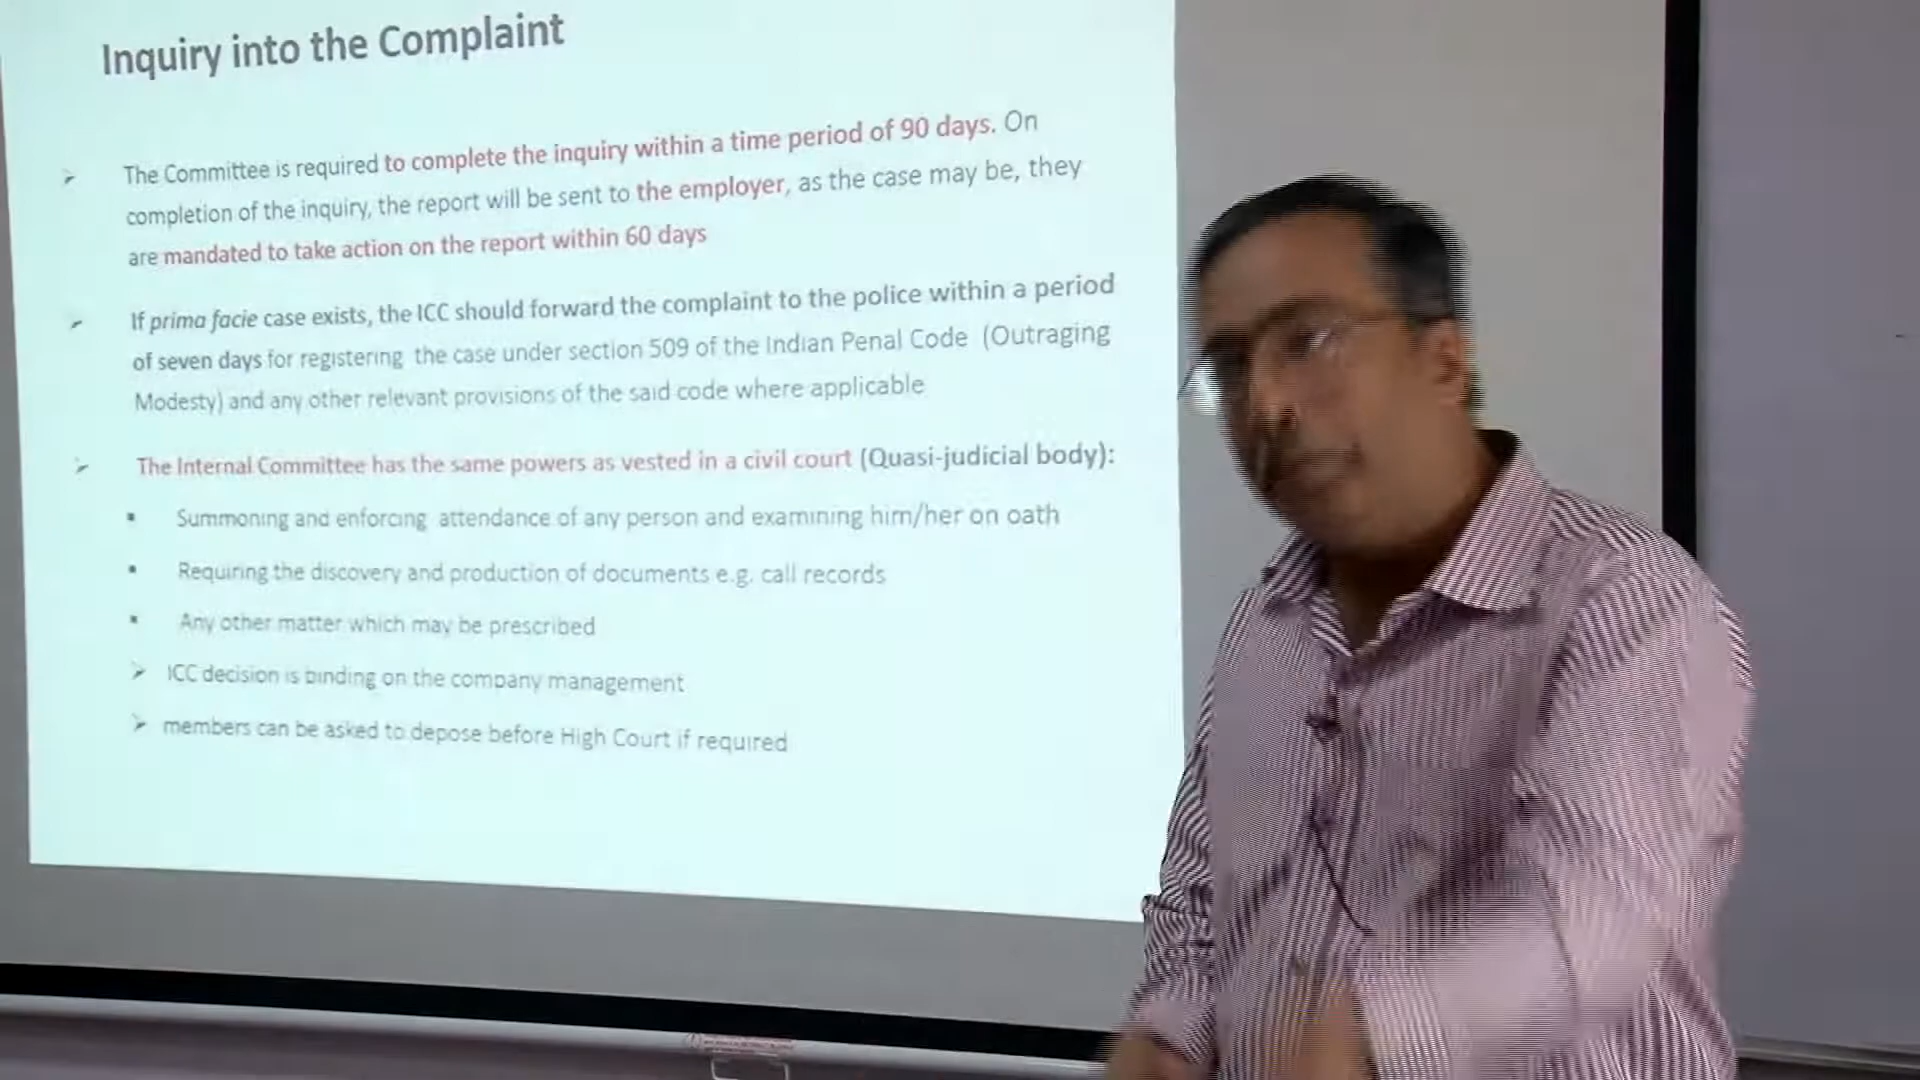 Inquiry into the Complaint
The Committee is required to complete the inquiry within a time period of 90 days. On
completion of the inquiry, the report will be sent to the employer, as the case may be, they
are mandated to take action on the report within 60 days
If prima facie case exists, the ICC should forward the complaint to the police within a period
of seven days for registering the case under section 509 of the Indian Penal Code (Outraging
Modesty) and any other relevant provisions of the said code where applicable
The Internal Committee has the same powers as vested in a civil court (Quasi-judicial body):
Summoning and enforcing attendance of any person and examining him/her on oath
Requiring the discovery and production of documents e.g. call records
Any other matter which may be prescribed
ICC decision is binding on the company management
members can be asked to depose before High Court if required